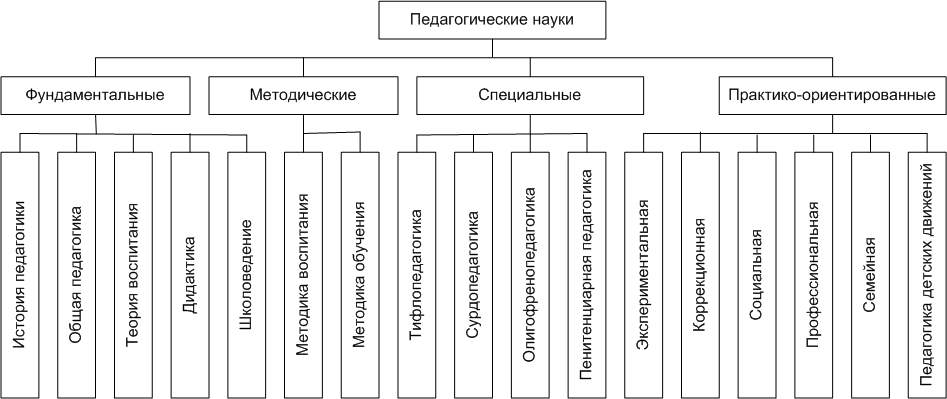 Педагогические науки
Фундаментальные
Методические
Специальные
Практико-ориентированные
История педагогики
Общая педагогика
Теория воспитания
Дидактика
Школоведение
Методика воспитания
Методика обучения
Тифлопедагогика
Сурдопедагогика
Олигофренопедагогика
Пенитенциарная педагогика
Экспериментальная
Коррекционная
Социальная
Профессиональная
Семейная
Педагогика детских движений